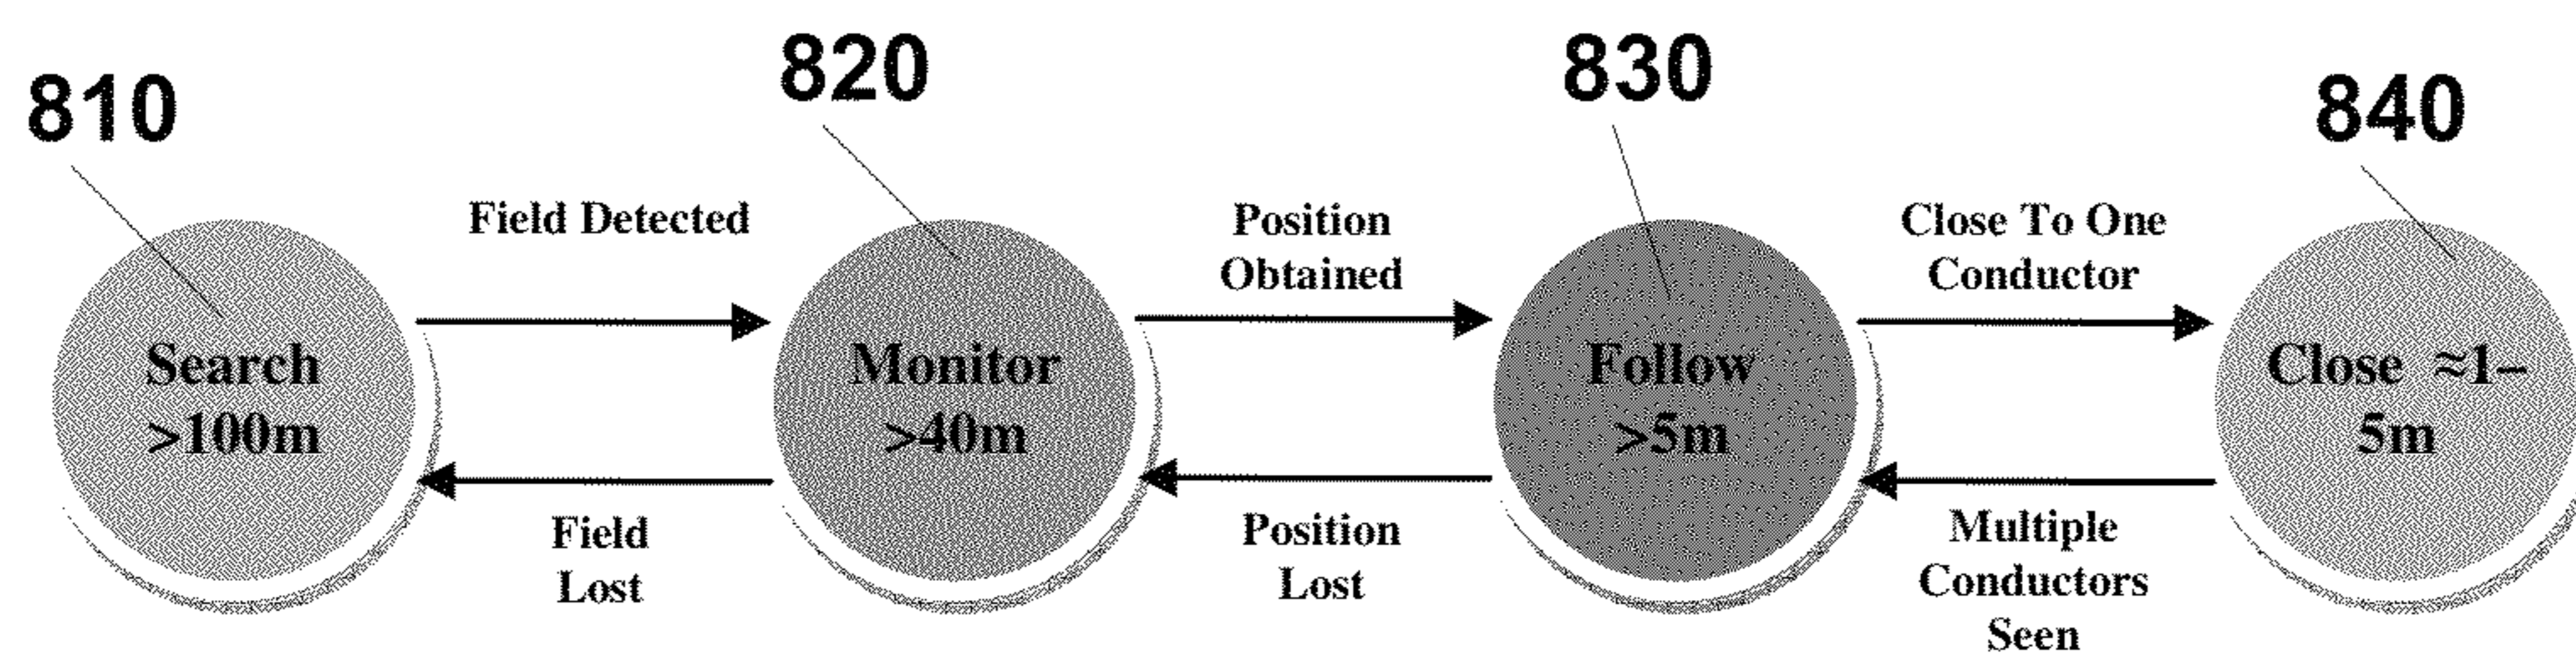 810
820
830
840
Field Detected
Position
Obtained
Close To One
Conductor
Search
>100m
Monitor
>40m
Follow
>5m
Close ≈1–
5m
Field
Lost
Position
Lost
Multiple
Conductors
Seen